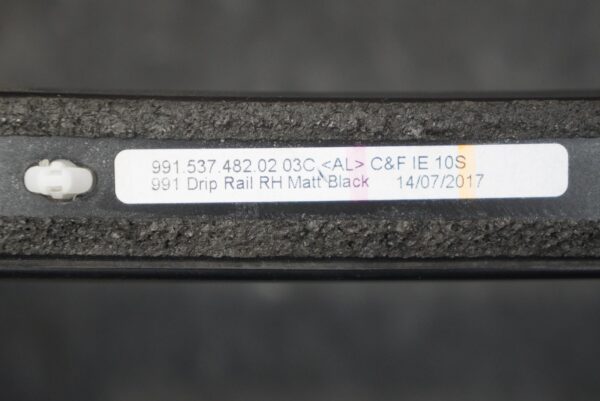 991.537.482.02 03C <AL> C&F IE 10S
991 Drip Rail RH Matt Black 14/07/2017